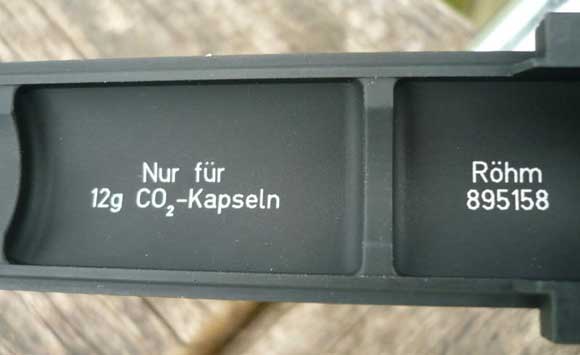 Nur für
12g CO₂-Kapseln
Röhm
895158